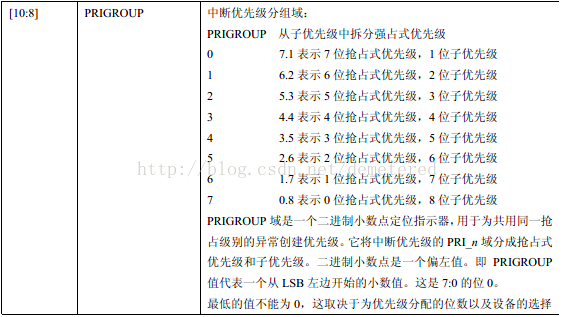 [10:8] PRIGROUP 中断优先级分组域：
PRIGROUP 从子优先级中拆分强占式优先级
0 7.1 表示 7 位抢占式优先级，1 位子优先级
1 6.2 表示 6 位抢占式优先级，2 位子优先级
2 5.3 表示 5 位抢占式优先级，3 位子优先级
3 4.4 表示 4 位抢占式优先级，4 位子优先级
4 3.5 表示 3 位抢占式优先级，5 位子优先级
5 2.6 表示 2 位抢占式优先级，6 位子优先级
6 1.7 表示 1 位抢占式优先级，7 位子优先级
7 0.8 表示 0 位抢占式优先级，8 位子优先级
http://blog.csdn.net/demetered
PRIGROUP 域是一个二进制小数点定位指示器，用于为共用同一抢
占级别的异常创建优先级。它将中断优先级的 PRI_n 域分成抢占式
优先级和子优先级。二进制小数点是一个偏左值。即 PRIGROUP
值代表一个从 LSB 左边开始的小数值。这是 7:0 的位 0。
最低的值不能为 0，这取决于为优先级分配的位数以及设备的选择